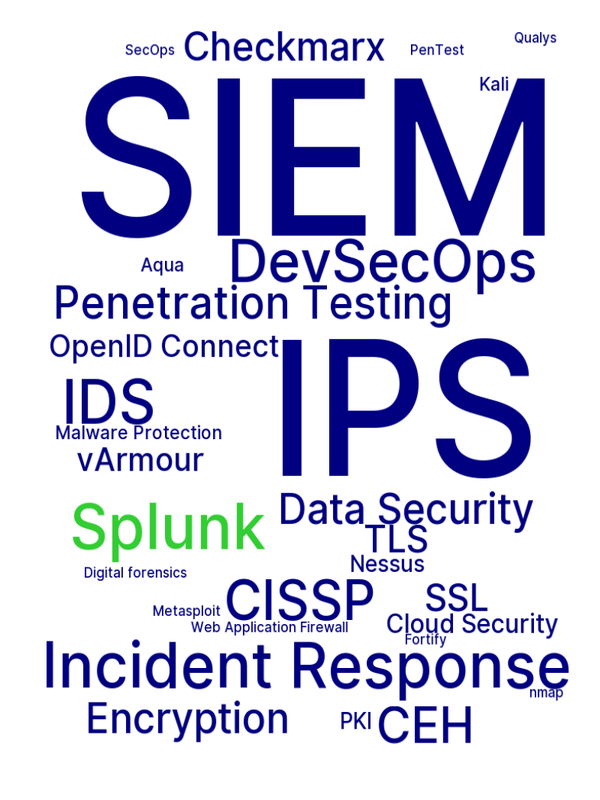 Qualys
SecOps Checkmarx PenTest
Kali
SIEM
Aqua DevSecOps
Penetration Testing
OpenID Connect
IPS
IDS
Malware Protection
vArmour
Splunk
Data Security
TLS
Nessus
Digital forensics
CISSP SSL
Metasploit
Web Application Firewall Cloud Security
Fortify
Incident Response
nmap
Encryption PKI CEH